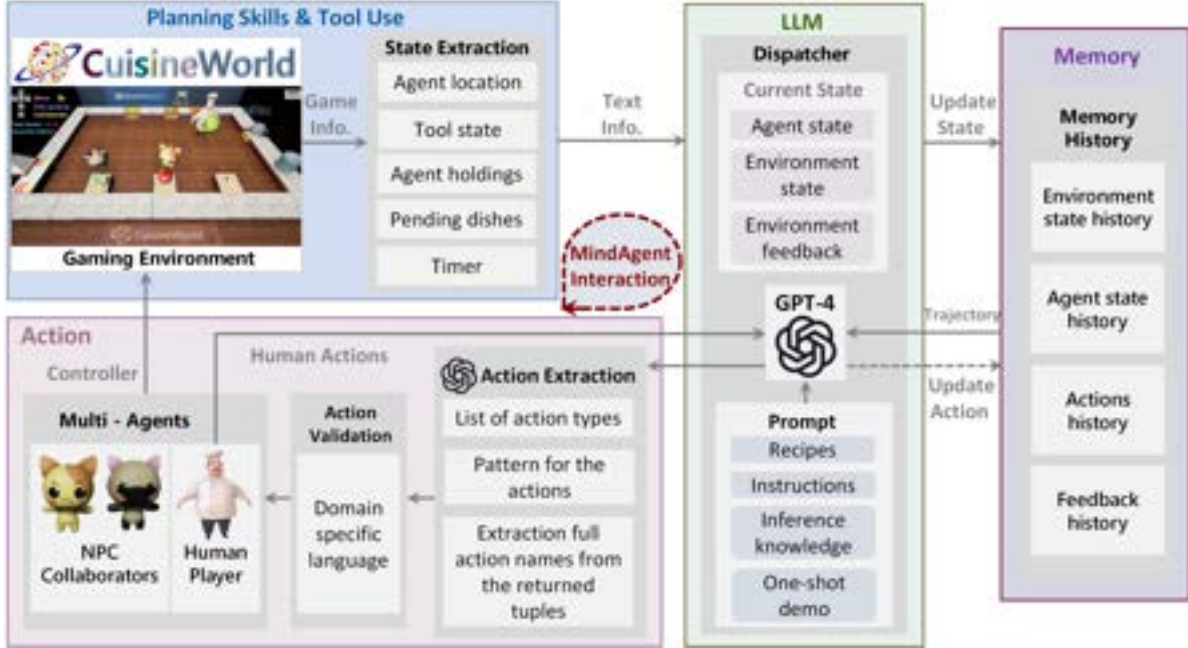 Planning Skills & Tool Use
CuisineWorld
CuisineWorld
Gaming Environment
Game
Info.
State Extraction
Agent location
Tool state
Agent holdings
Pending dishes
Timer
Text
Info.
MindAgent
Interaction
LLM
Dispatcher
Current State
Agent state
Environment
state
Environment
feedback
GPT-4
Prompt
Recipes
Instructions
Inference
knowledge
One-shot
demo
Update
State
Trajectory
Update
Action
Memory
Memory
History
Environment
state history
Agent state
history
Actions
history
Feedback
history
Action
Controller
Human Actions
Multi - Agents
NPC
Collaborators
Human
Player
Action
Validation
Domain
specific
language
Action Extraction
List of action types
Pattern for the
actions
Extraction full
action names from
the returned
tuples